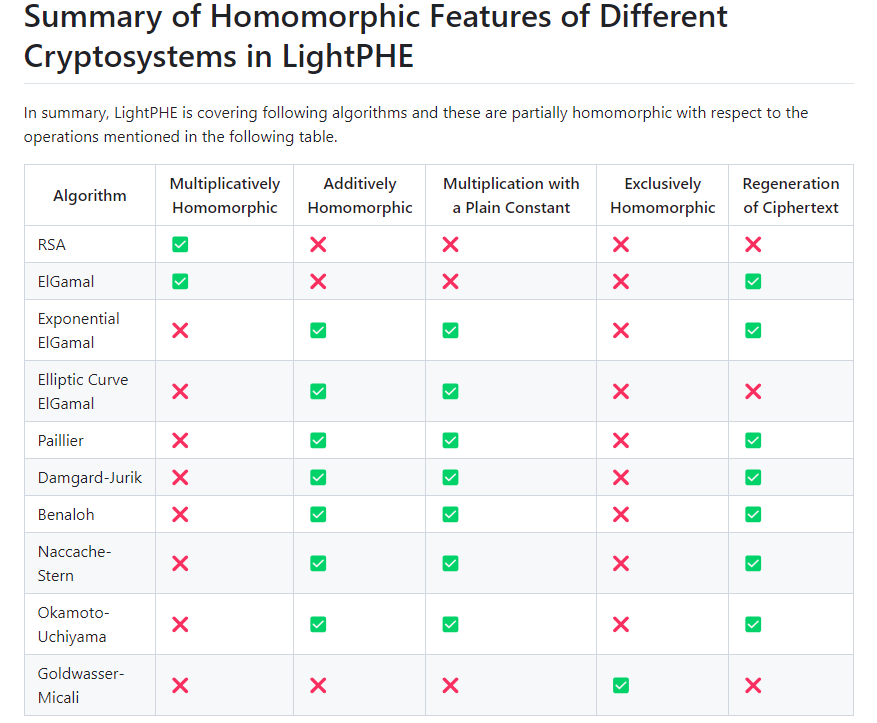 Summary of Homomorphic Features of Different
Cryptosystems in LightPHE
In summary, LightPHE is covering following algorithms and these are partially homomorphic with respect to the
operations mentioned in the following table.
Algorithm
Multiplicatively
Homomorphic
Additively
Homomorphic
Multiplication with
a Plain Constant
Exclusively
Homomorphic
Regeneration
of Ciphertext
RSA ✅ ❌ ❌ ❌ ❌
ElGamal ✅ ❌ ❌ ❌ ✅
Exponential
ElGamal ❌ ✅ ✅ ❌ ✅
Elliptic Curve
ElGamal ❌ ✅ ✅ ❌ ❌
Paillier ❌ ✅ ✅ ❌ ✅
Damgard-Jurik ❌ ✅ ✅ ❌ ✅
Benaloh ❌ ✅ ✅ ❌ ✅
Naccache-
Stern ❌ ✅ ✅ ❌ ✅
Okamoto-
Uchiyama ❌ ✅ ✅ ❌ ✅
Goldwasser-
Micali ❌ ❌ ❌ ✅ ❌